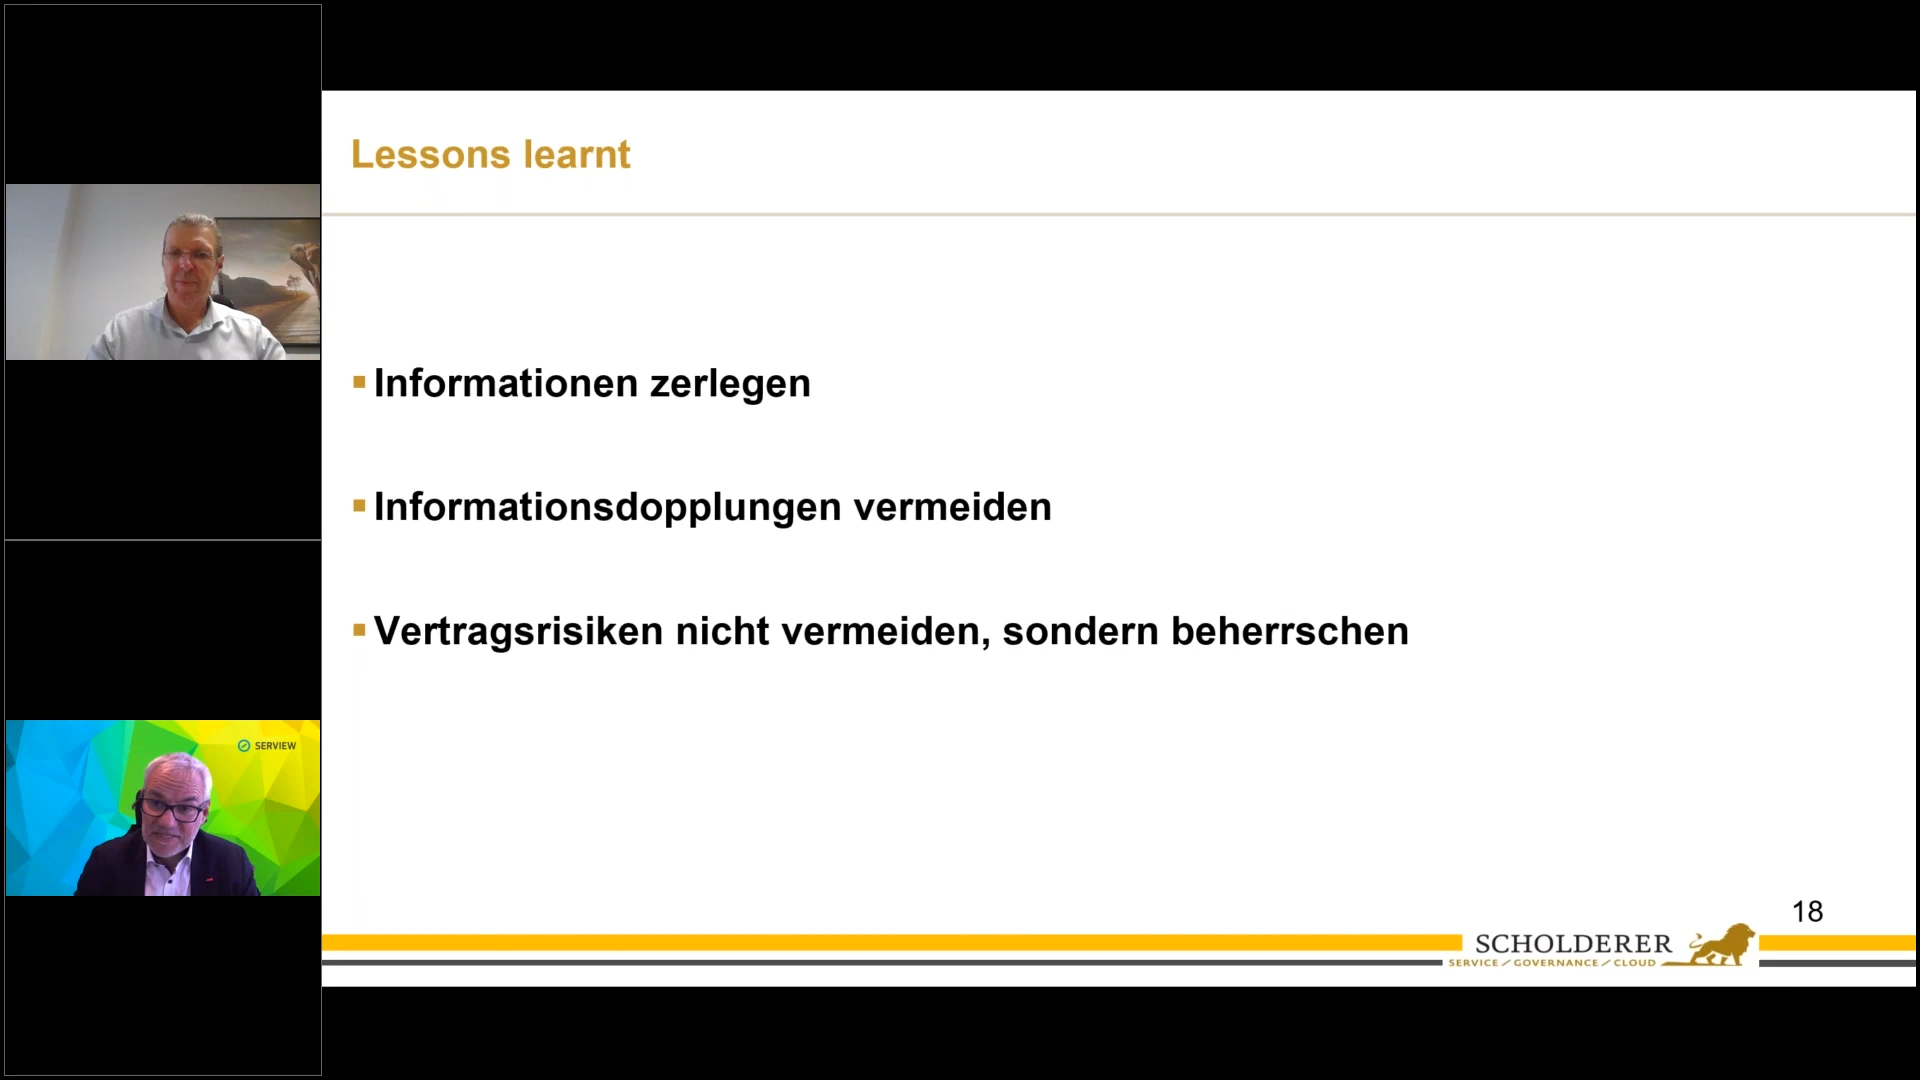 Lessons learnt
Informationen zerlegen
Informationsdopplungen vermeiden
Vertragsrisiken nicht vermeiden, sondern beherrschen
SERVIEW
18
SCHOLDERER
SERVICE / GOVERNANCE / CLOUD